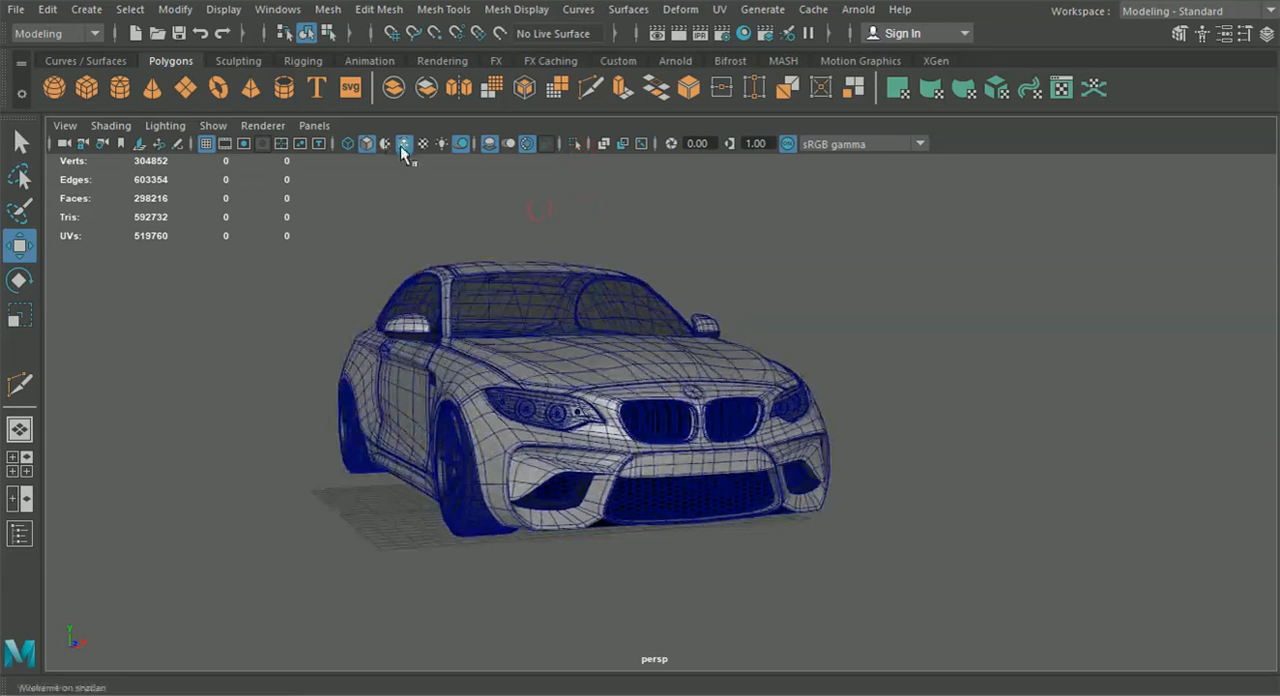 File Edit Create Select Modify Display Windows Mesh Edit Mesh Mesh Tools Mesh Display Curves Surfaces Deform UV Generate Cache Arnold Help Workspace : Modeling - Standard
Modeling No Live Surface Sign In
Curves / Surfaces Polygons Sculpting Rigging Animation Rendering FX FX Caching Custom Arnold Bifrost MASH Motion Graphics XGen
T SVG
View Shading Lighting Show Renderer Panels
0.00 1.00 sRGB gamma
Verts: 304852 0 0
Edges: 603354 0 0
Faces: 298216 0 0
Tris: 592732 0 0
UVs: 519760 0 0
persp
M